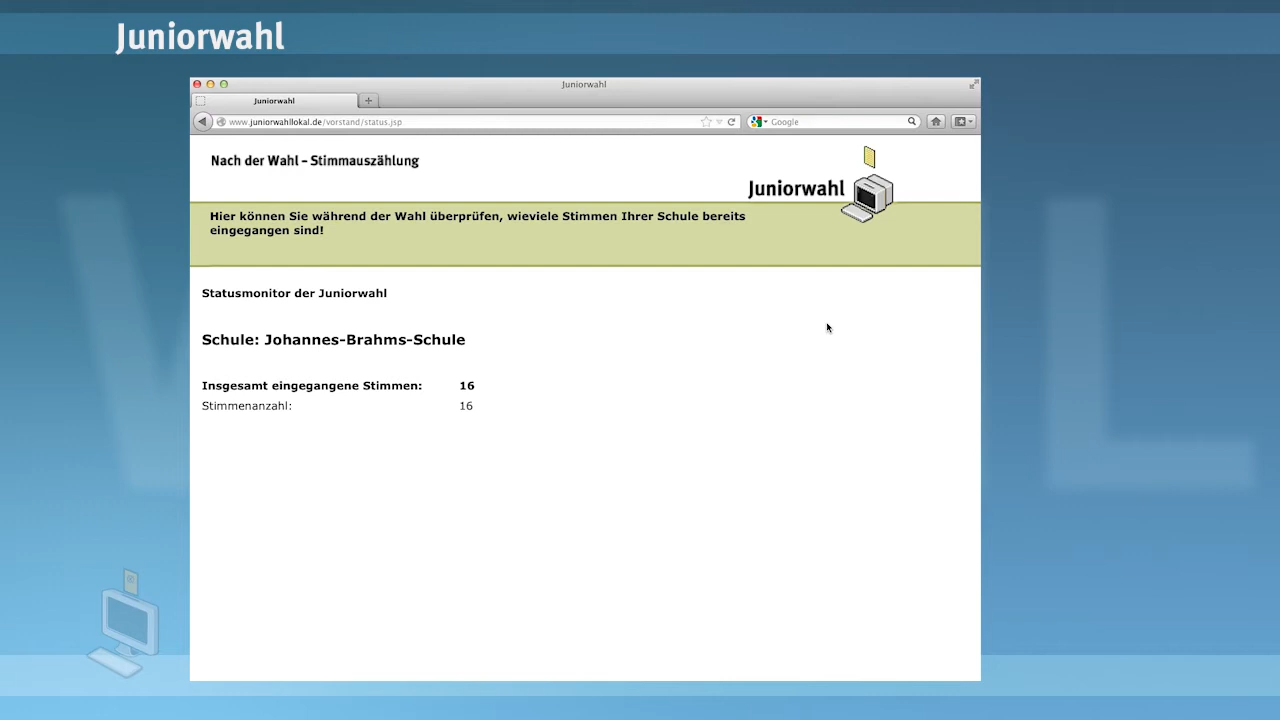 Juniorwahl
Juniorwahl
Juniorwahl
www.juniorwahllokal.de/vorstand/status.jsp
Google
Nach der Wahl – Stimmauszählung
Juniorwahl
Hier können Sie während der Wahl überprüfen, wieviele Stimmen Ihrer Schule bereits
eingegangen sind!
Statusmonitor der Juniorwahl
Schule: Johannes-Brahms-Schule
Insgesamt eingegangene Stimmen: 16
Stimmenanzahl: 16